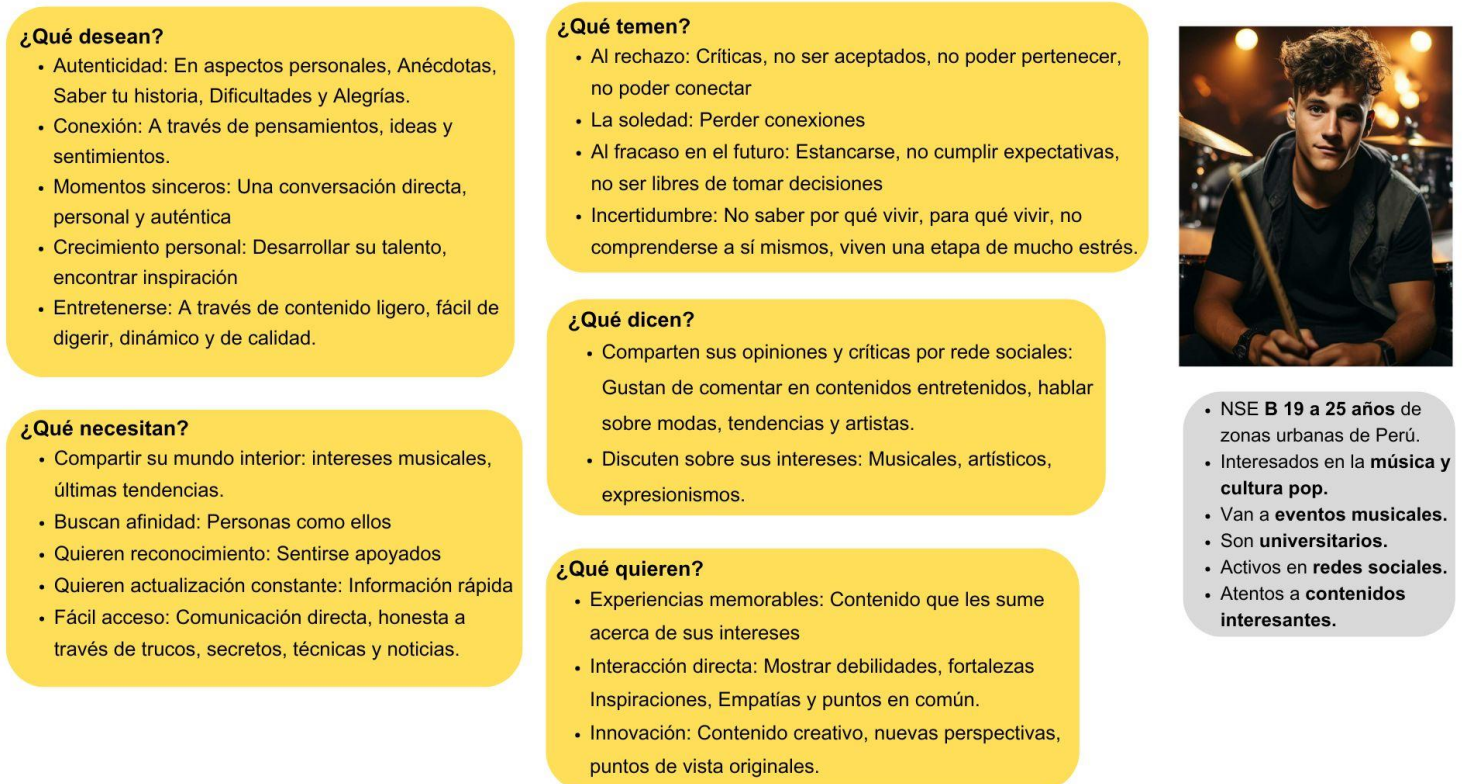 ¿Qué desean?
• Autenticidad: En aspectos personales, Anécdotas,
Saber tu historia, Dificultades y Alegrías.
• Conexión: A través de pensamientos, ideas y
sentimientos.
• Momentos sinceros: Una conversación directa,
personal y auténtica
• Crecimiento personal: Desarrollar su talento,
encontrar inspiración
• Entretenerse: A través de contenido ligero, fácil de
digerir, dinámico y de calidad.
¿Qué necesitan?
• Compartir su mundo interior: intereses musicales,
últimas tendencias.
• Buscan afinidad: Personas como ellos
• Quieren reconocimiento: Sentirse apoyados
• Quieren actualización constante: Información rápida
• Fácil acceso: Comunicación directa, honesta a
través de trucos, secretos, técnicas y noticias.
¿Qué temen?
• Al rechazo: Críticas, no ser aceptados, no poder pertenecer,
no poder conectar
• La soledad: Perder conexiones
• Al fracaso en el futuro: Estancarse, no cumplir expectativas,
no ser libres de tomar decisiones
• Incertidumbre: No saber por qué vivir, para qué vivir, no
comprenderse a sí mismos, viven una etapa de mucho estrés.
¿Qué dicen?
• Comparten sus opiniones y críticas por rede sociales:
Gustan de comentar en contenidos entretenidos, hablar
sobre modas, tendencias y artistas.
• Discuten sobre sus intereses: Musicales, artísticos,
expresionismos.
¿Qué quieren?
• Experiencias memorables: Contenido que les sume
acerca de sus intereses
• Interacción directa: Mostrar debilidades, fortalezas
Inspiraciones, Empatías y puntos en común.
• Innovación: Contenido creativo, nuevas perspectivas,
puntos de vista originales.
• NSE B 19 a 25 años de
zonas urbanas de Perú.
• Interesados en la música y
cultura pop.
• Van a eventos musicales.
• Son universitarios.
• Activos en redes sociales.
• Atentos a contenidos
interesantes.